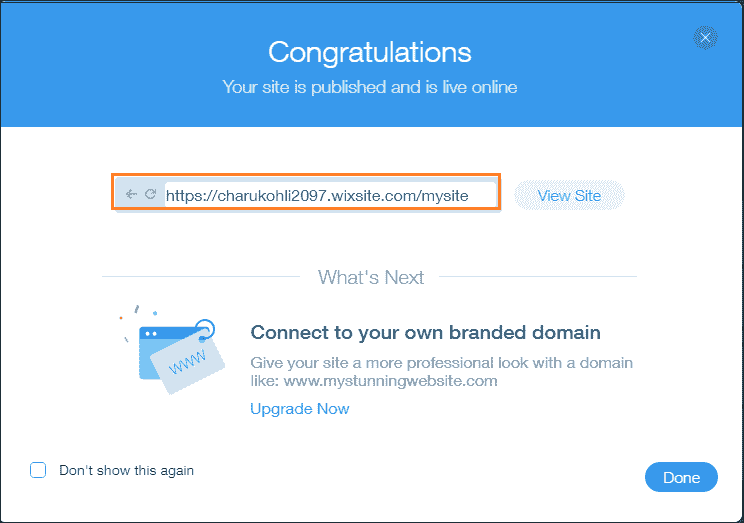 Congratulations
Your site is published and is live online
https://charukohli2097.wixsite.com/mysite
View Site
What's Next
WWW
Connect to your own branded domain
Give your site a more professional look with a domain
like: www.mystunningwebsite.com
Upgrade Now
Don't show this again
Done